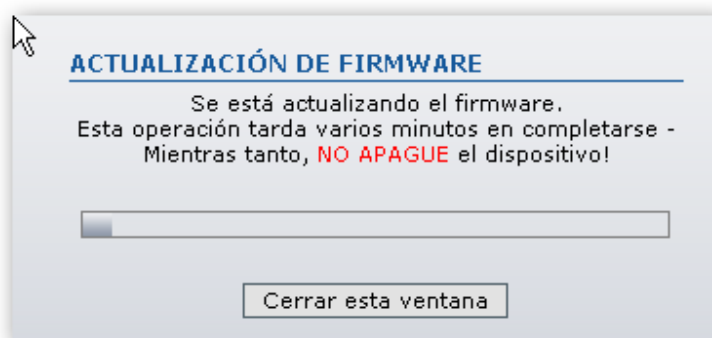 ACTUALIZACIÓN DE FIRMWARE
Se está actualizando el firmware.
Esta operación tarda varios minutos en completarse -
Mientras tanto, NO APAGUE el dispositivo!
Cerrar esta ventana